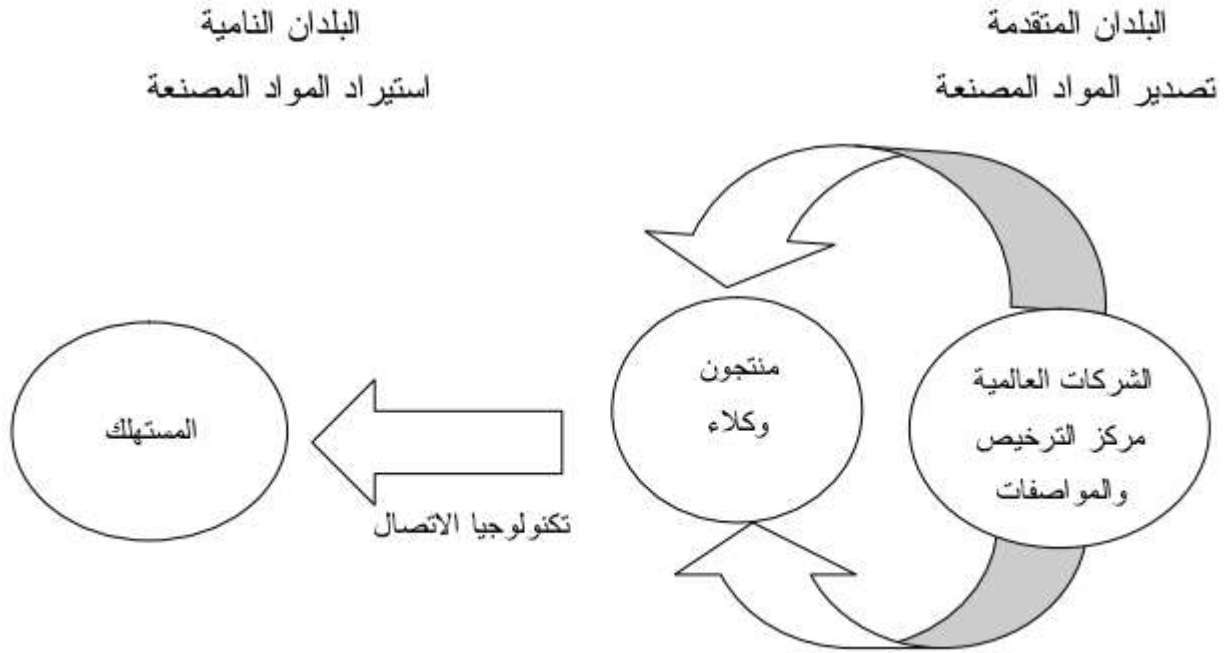 البلدان المتقدمة
تصدير المواد المصنعة
البلدان النامية
استيراد المواد المصنعة
الشركات العالمية
مركز الترخيص
والمواصفات
منتجون
وكلاء
تكنولوجيا الاتصال
المستهلك